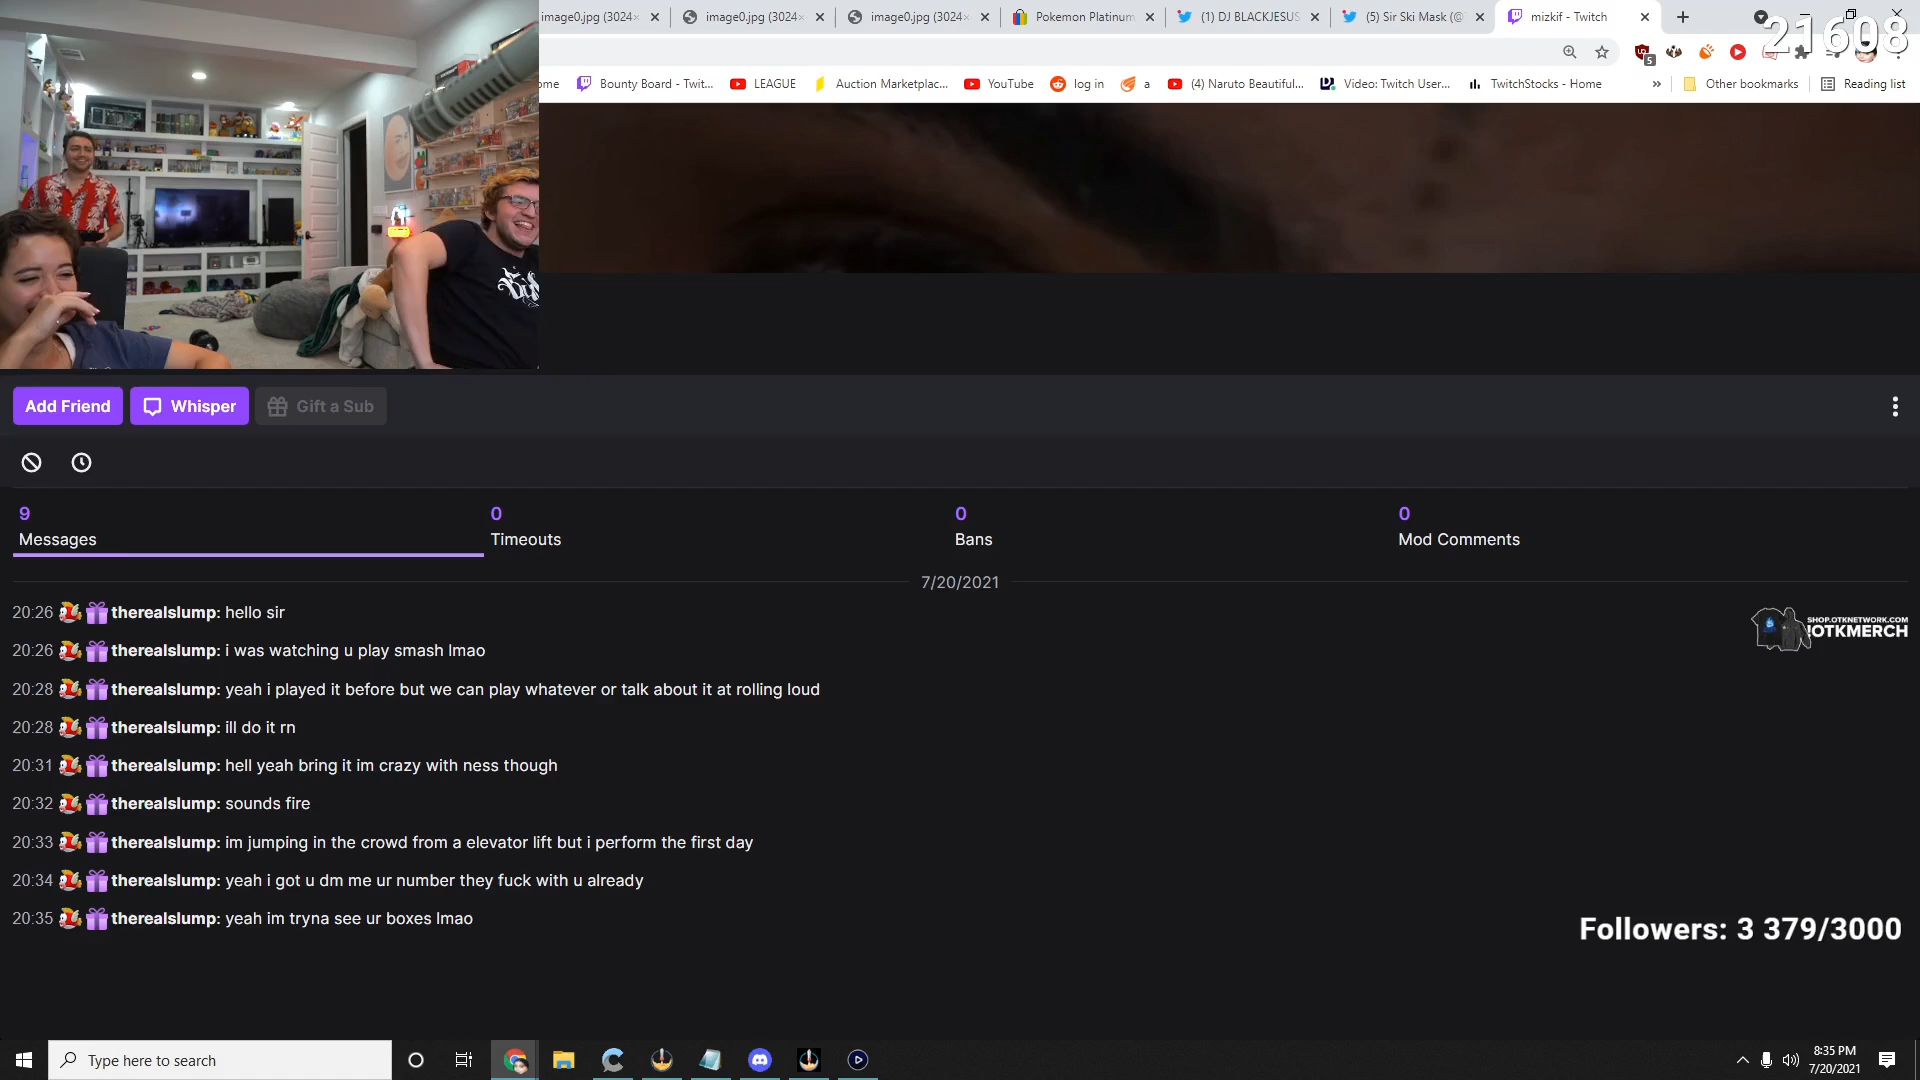 image0.jpg (3024×
image0.jpg (3024×
image0.jpg (3024×
Pokemon Platinum
(1) DJ BLACKJESUS
(5) Sir Ski Mask (@
mizkif - Twitch
21608
5
ome
Bounty Board - Twit...
LEAGUE
Auction Marketplac...
YouTube
log in
a
(4) Naruto Beautiful...
Video: Twitch User...
TwitchStocks - Home
»
Other bookmarks
Reading list
Add Friend
Whisper
Gift a Sub
9
Messages
0
Timeouts
0
Bans
0
Mod Comments
7/20/2021
20:26 therealslump: hello sir
20:26 therealslump: i was watching u play smash lmao
20:28 therealslump: yeah i played it before but we can play whatever or talk about it at rolling loud
20:28 therealslump: ill do it rn
20:31 therealslump: hell yeah bring it im crazy with ness though
20:32 therealslump: sounds fire
20:33 therealslump: im jumping in the crowd from a elevator lift but i perform the first day
20:34 therealslump: yeah i got u dm me ur number they fuck with u already
20:35 therealslump: yeah im tryna see ur boxes lmao
SHOP.OTKNETWORK.COM
!OTKMERCH
Followers: 3 379/3000
Type here to search
8:35 PM
7/20/2021